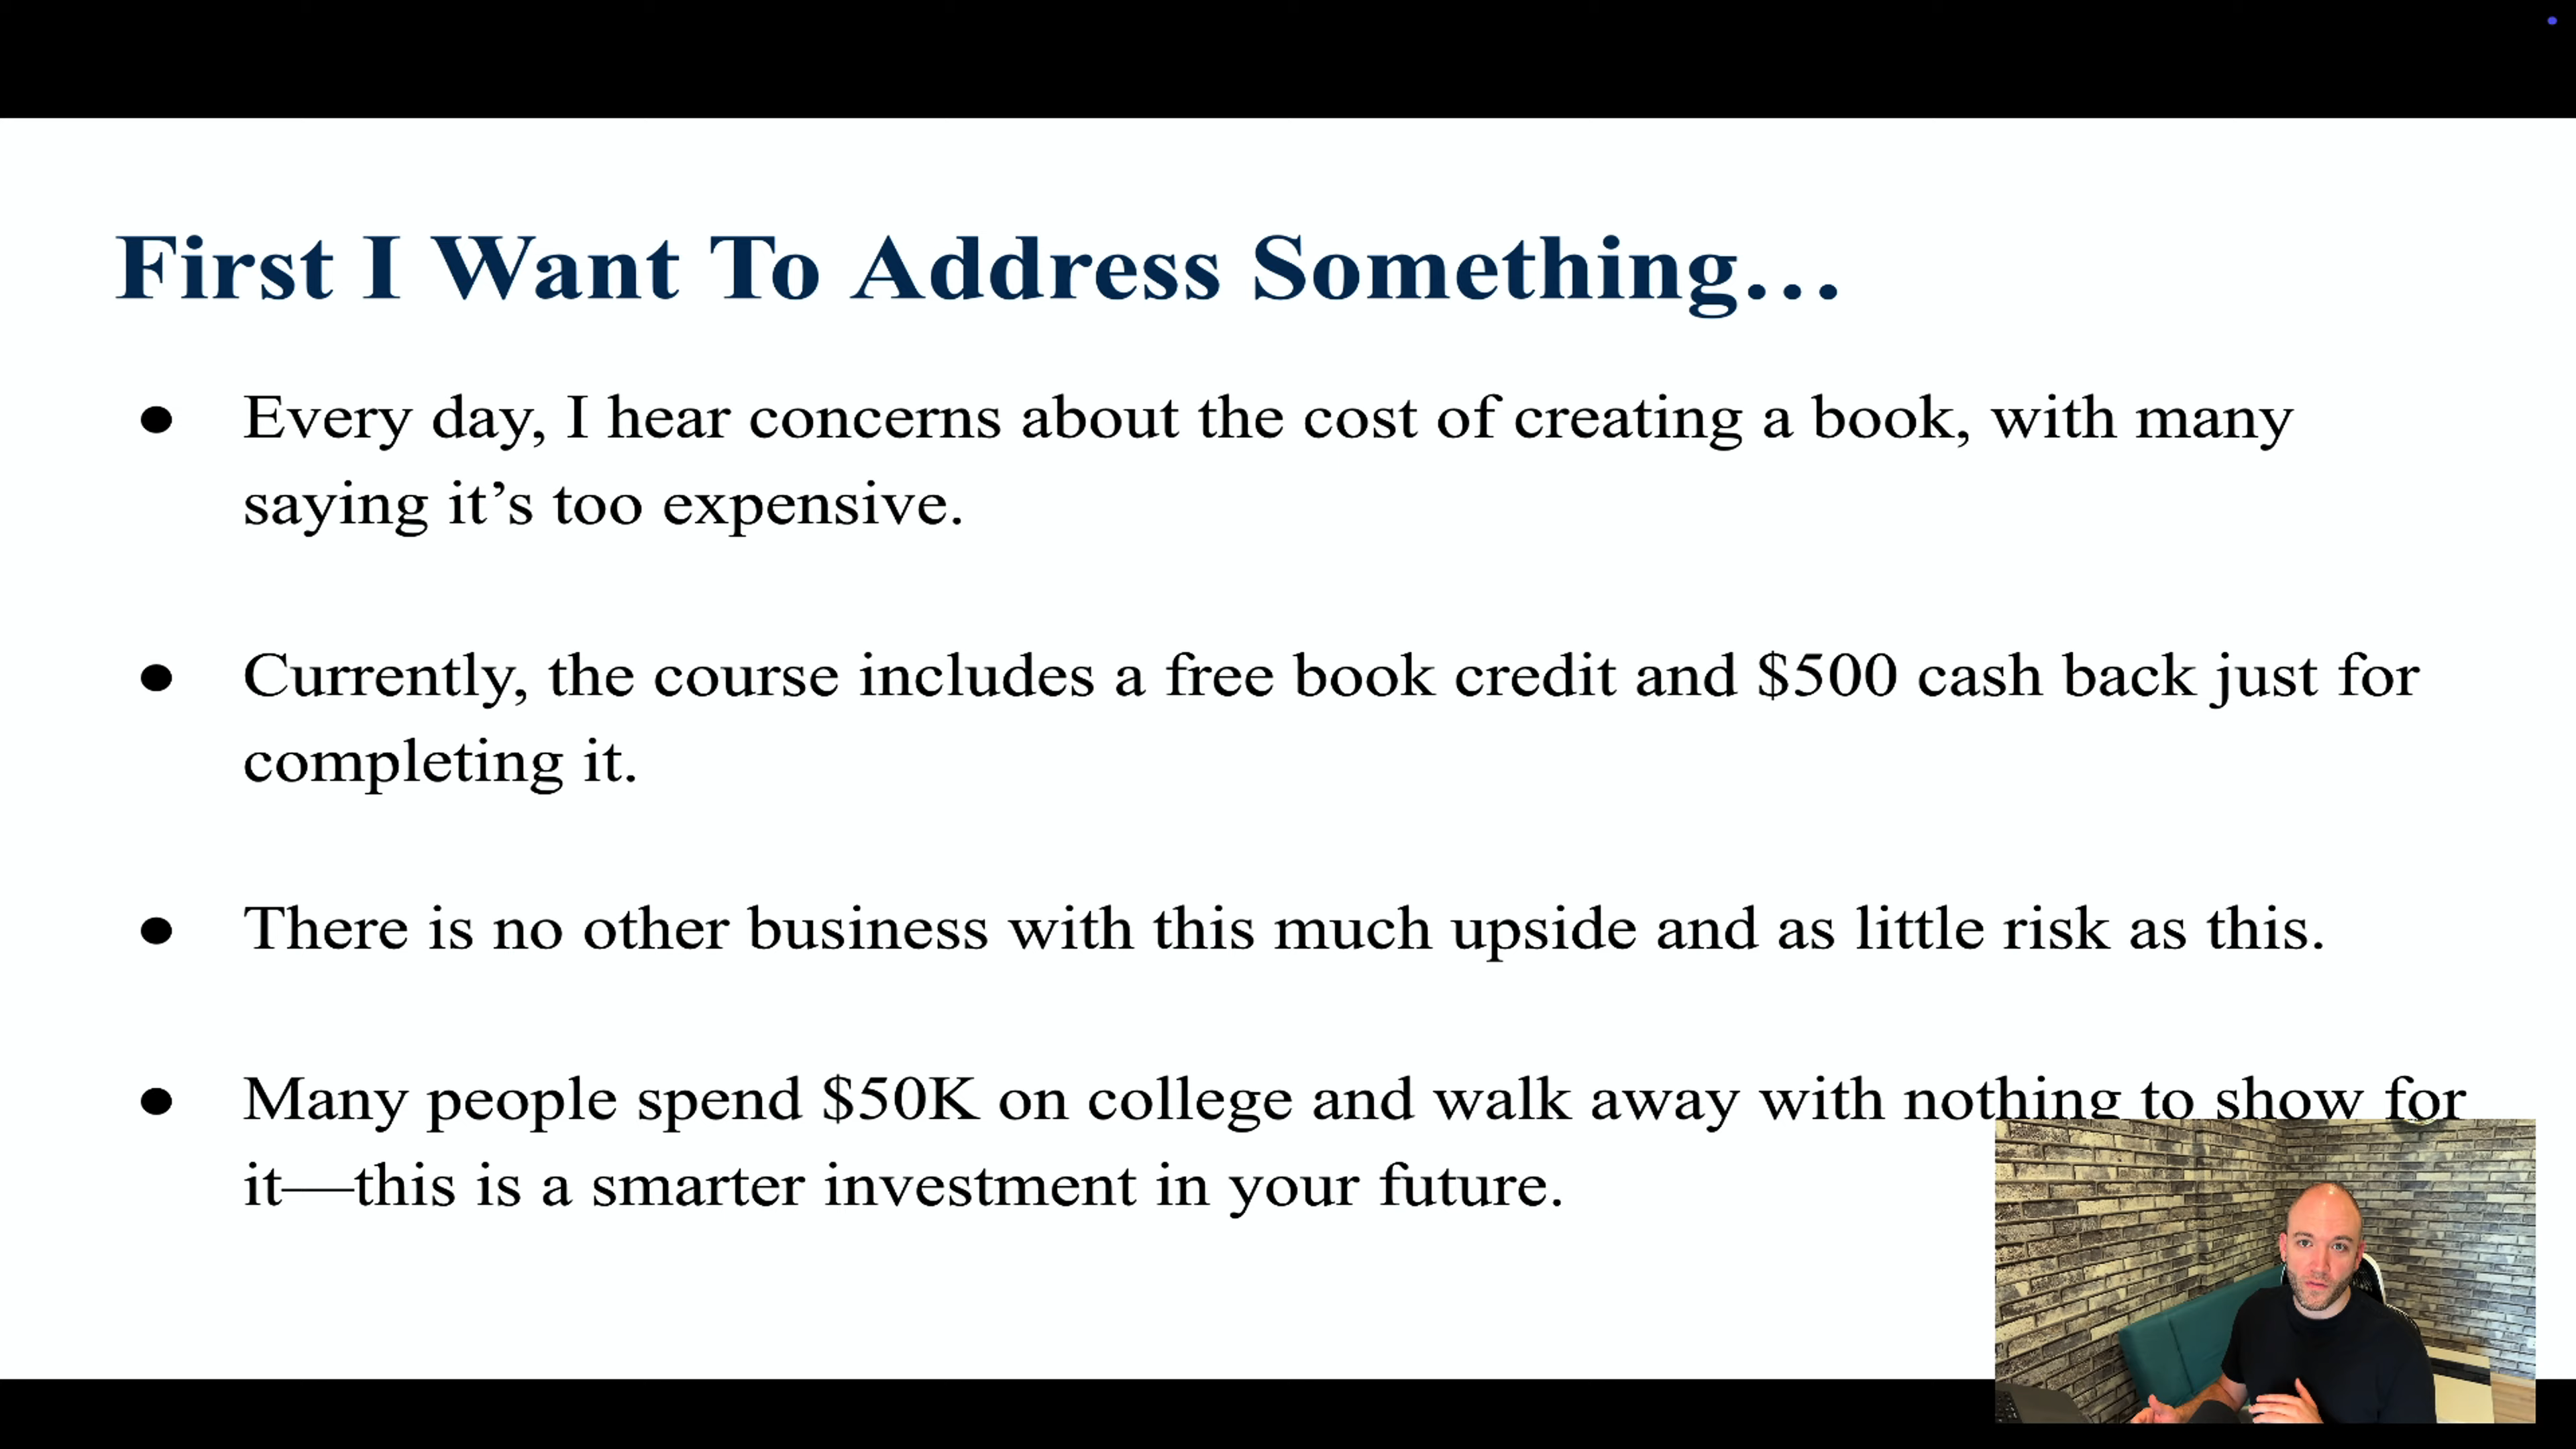 First I Want To Address Something…
● Every day, I hear concerns about the cost of creating a book, with many
saying it’s too expensive.
● Currently, the course includes a free book credit and $500 cash back just for
completing it.
● There is no other business with this much upside and as little risk as this.
● Many people spend $50K on college and walk away with nothing to show for
it—this is a smarter investment in your future.